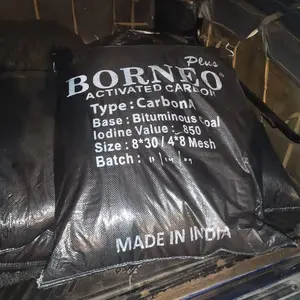 Plus
BORNEO
ACTIVATED CARBON
Type: CarbonA
Base: Bituminous Coal
Iodine Value: 850
Size: 8*30/4*8 Mesh
Batch:
MADE IN INDIA